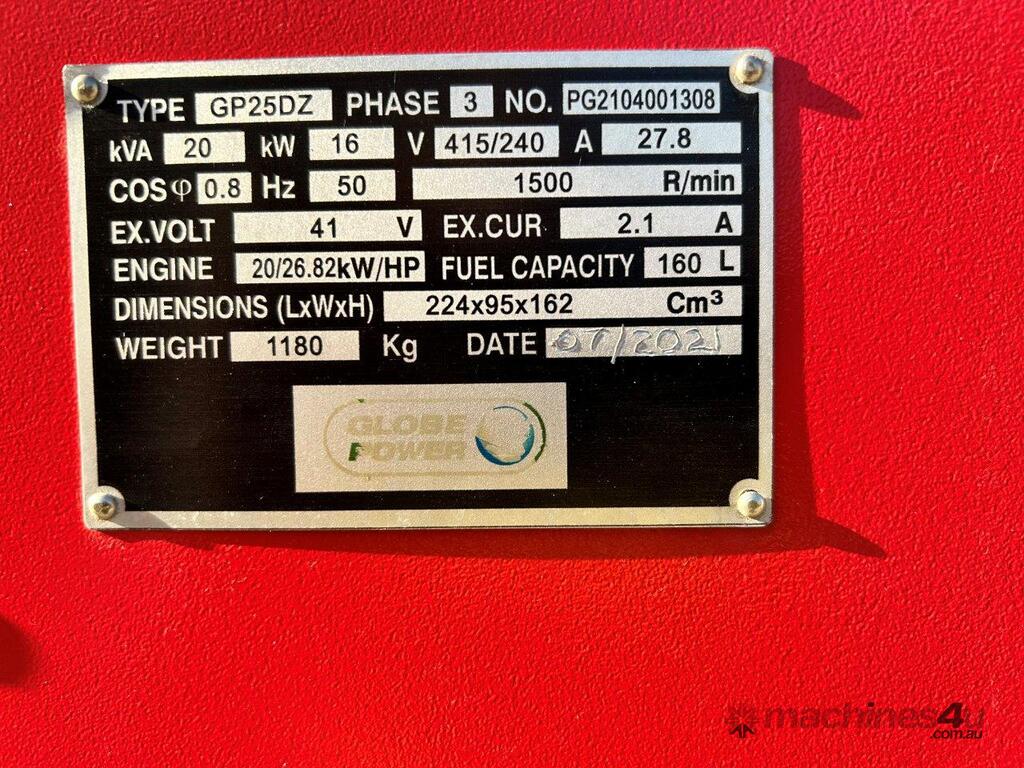 TYPE GP25DZ PHASE 3 NO. PG2104001308
kVA 20 kW 16 V 415/240 A 27.8
COS φ 0.8 Hz 50 1500 R/min
EX.VOLT 41 V EX.CUR 2.1 A
ENGINE 20/26.82kW/HP FUEL CAPACITY 160 L
DIMENSIONS (LxWxH) 224x95x162 Cm³
WEIGHT 1180 Kg DATE 07/2021
GLOBE
POWER
machines4u
.com.au